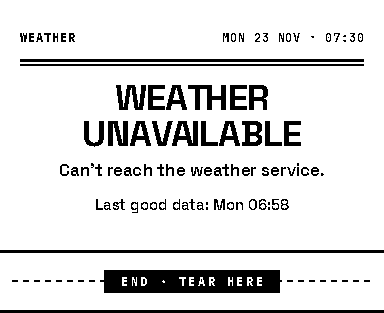 WEATHER MON 23 NOV · 07:30
WEATHER
UNAVAILABLE
Can't reach the weather service.
Last good data: Mon 06:58
END · TEAR HERE